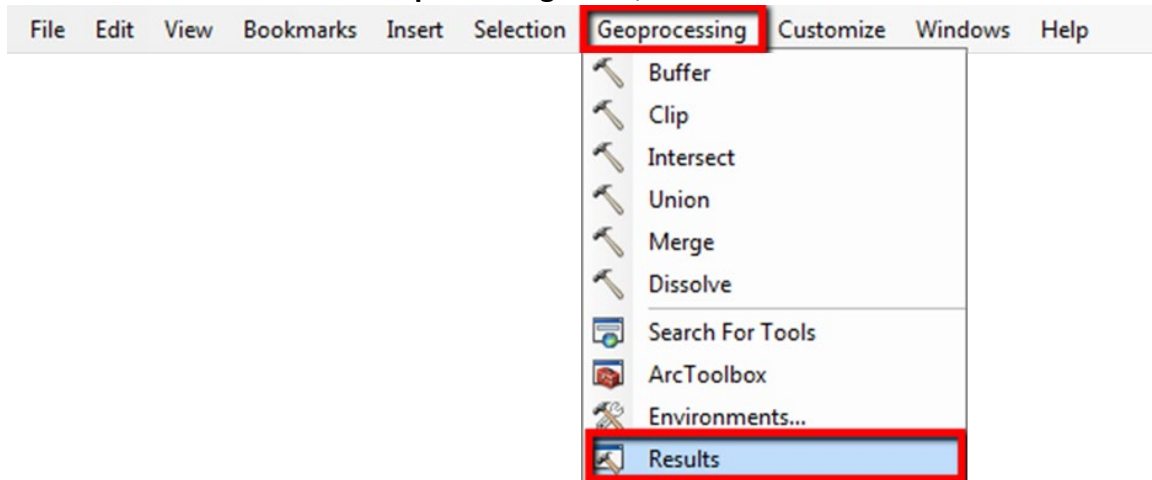 File Edit View Bookmarks Insert Selection Geoprocessing Customize Windows Help
Buffer
Clip
Intersect
Union
Merge
Dissolve
Search For Tools
ArcToolbox
Environments...
Results